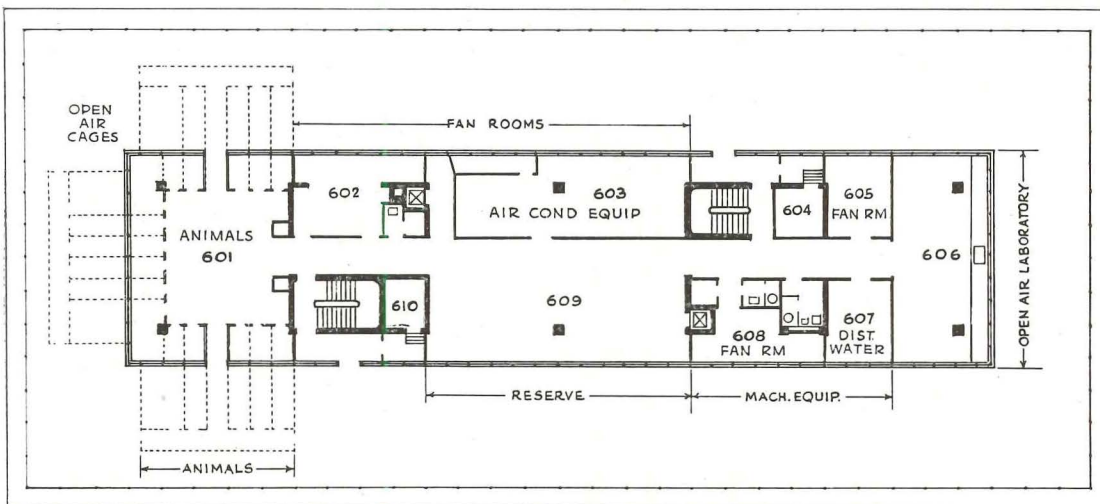 OPEN
AIR
CAGES
FAN ROOMS
602
603
AIR COND EQUIP
604
605
FAN RM
ANIMALS
601
606
OPEN AIR LABORATORY
610
609
608
FAN RM
607
DIST.
WATER
RESERVE
MACH. EQUIP.
ANIMALS